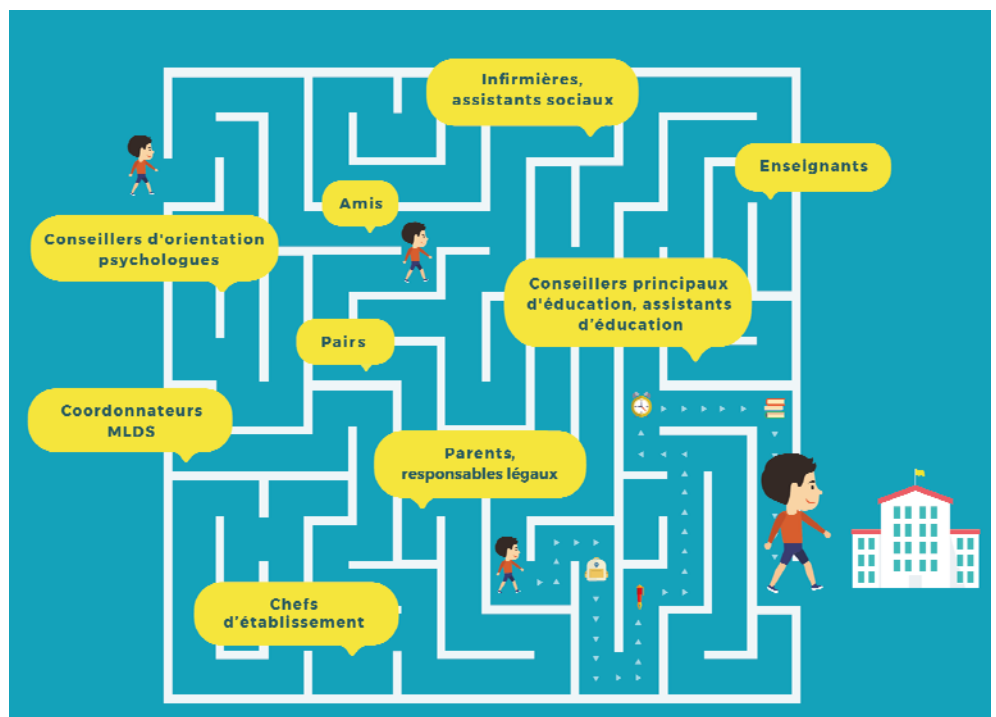 Infirmières,
assistants sociaux
Enseignants
Amis
Conseillers d'orientation
psychologues
Conseillers principaux
d'éducation, assistants
d'éducation
Pairs
Coordonnateurs
MLDS
Parents,
responsables légaux
Chefs
d'établissement